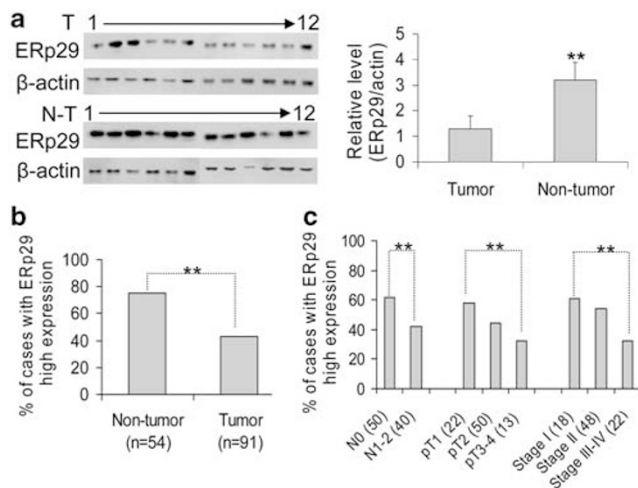 a
T 1 12
ERp29
β-actin
N-T 1 12
ERp29
β-actin
Relative level
(ERp29/actin)
5
4
3
2
1
0
**
Tumor Non-tumor
b
% of cases with ERp29
high expression
100
80
60
40
20
0
**
Non-tumor Tumor
(n=54) (n=91)
c
% of cases with ERp29
high expression
100
80
60
40
20
0
** ** **
N0 (50)
N1-2 (40)
pT1 (22)
pT2 (50)
pT3-4 (13)
Stage I (18)
Stage II (48)
Stage III-IV (22)